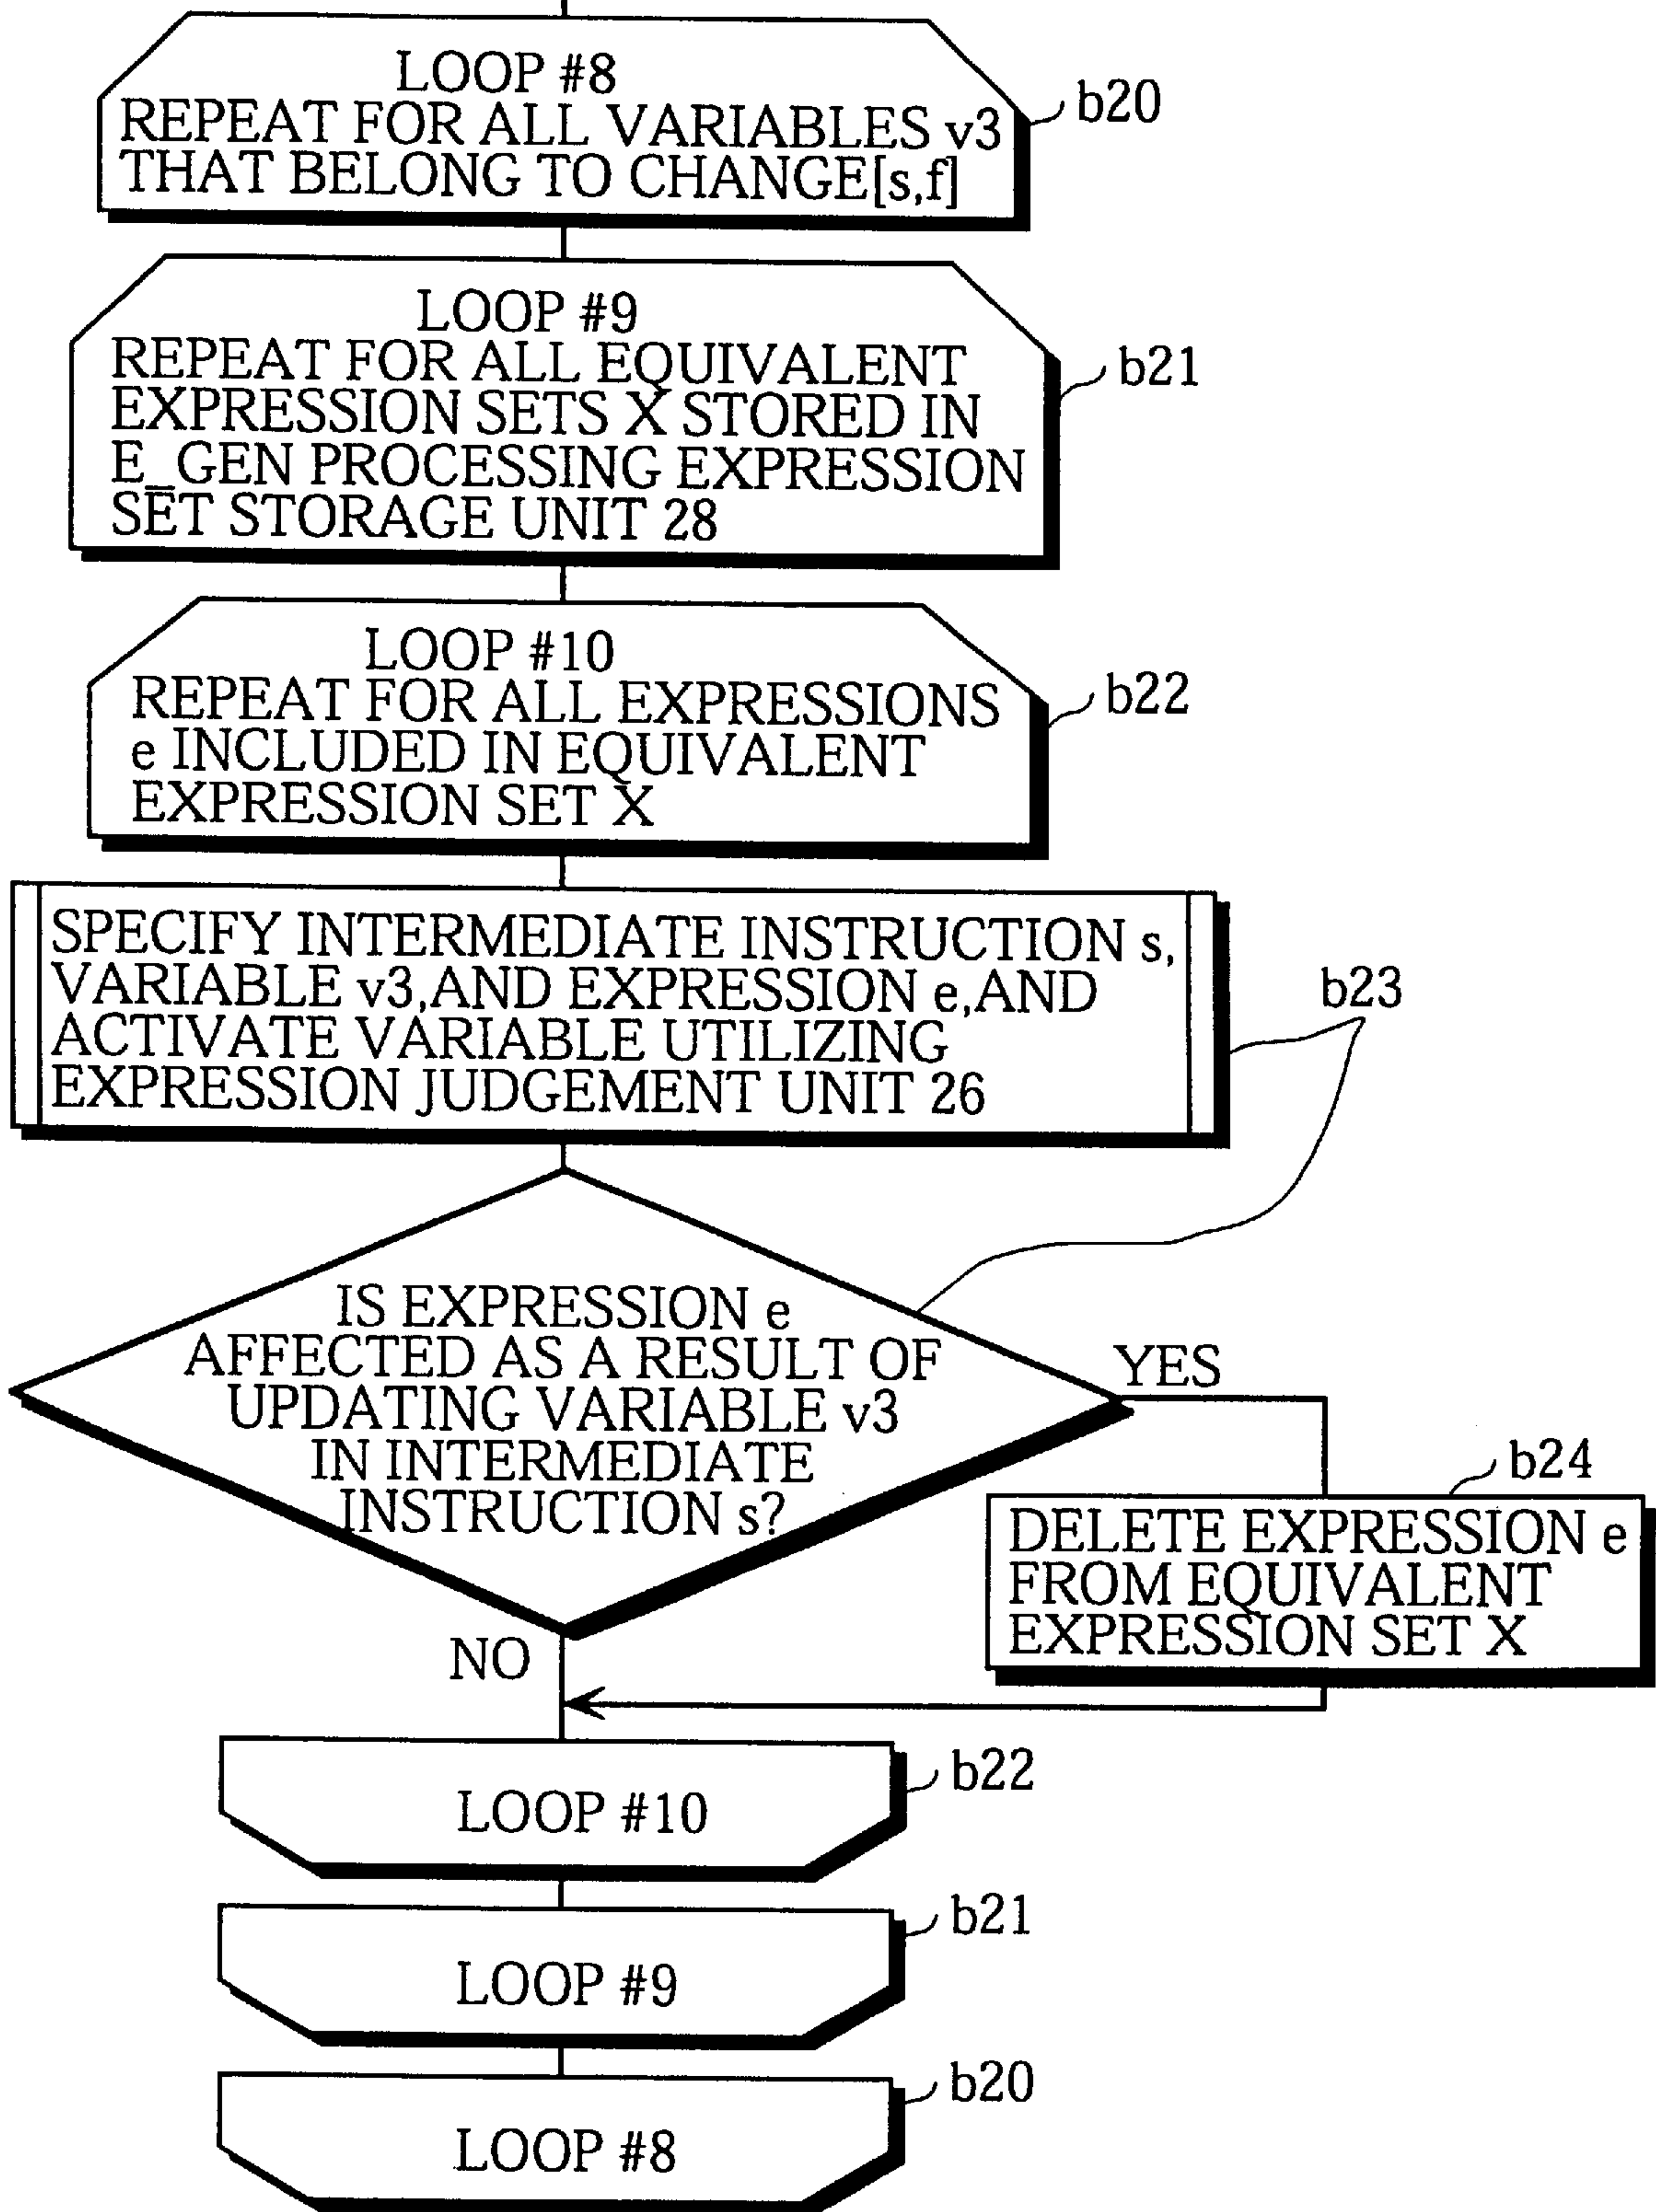 LOOP #8
REPEAT FOR ALL VARIABLES v3
THAT BELONG TO CHANGE[s,f]
b20
LOOP #9
REPEAT FOR ALL EQUIVALENT
EXPRESSION SETS X STORED IN
E_GEN PROCESSING EXPRESSION
SET STORAGE UNIT 28
b21
LOOP #10
REPEAT FOR ALL EXPRESSIONS
e INCLUDED IN EQUIVALENT
EXPRESSION SET X
b22
SPECIFY INTERMEDIATE INSTRUCTION s,
VARIABLE v3,AND EXPRESSION e,AND
ACTIVATE VARIABLE UTILIZING
EXPRESSION JUDGEMENT UNIT 26
b23
IS EXPRESSION e
AFFECTED AS A RESULT OF
UPDATING VARIABLE v3
IN INTERMEDIATE
INSTRUCTION s?
YES
b24
DELETE EXPRESSION e
FROM EQUIVALENT
EXPRESSION SET X
NO
LOOP #10
b22
LOOP #9
b21
LOOP #8
b20